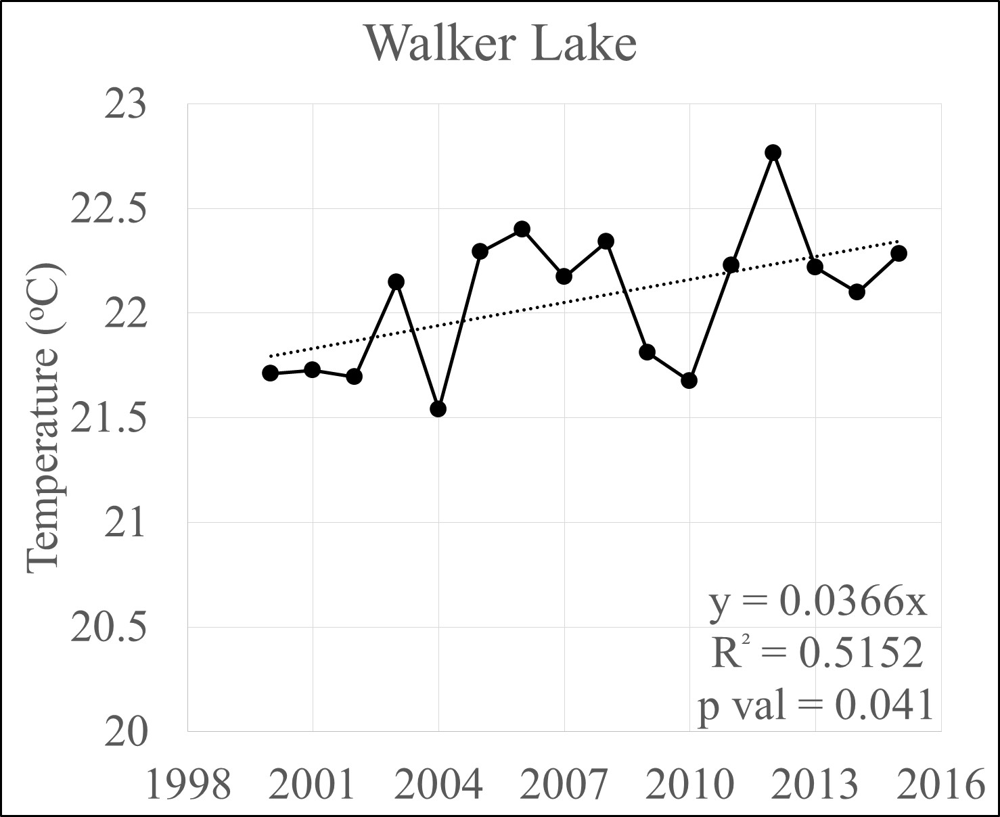 Walker Lake
Temperature (°C)
23
22.5
22
21.5
21
20.5
20
y = 0.0366x
R² = 0.5152
p val = 0.041
1998 2001 2004 2007 2010 2013 2016